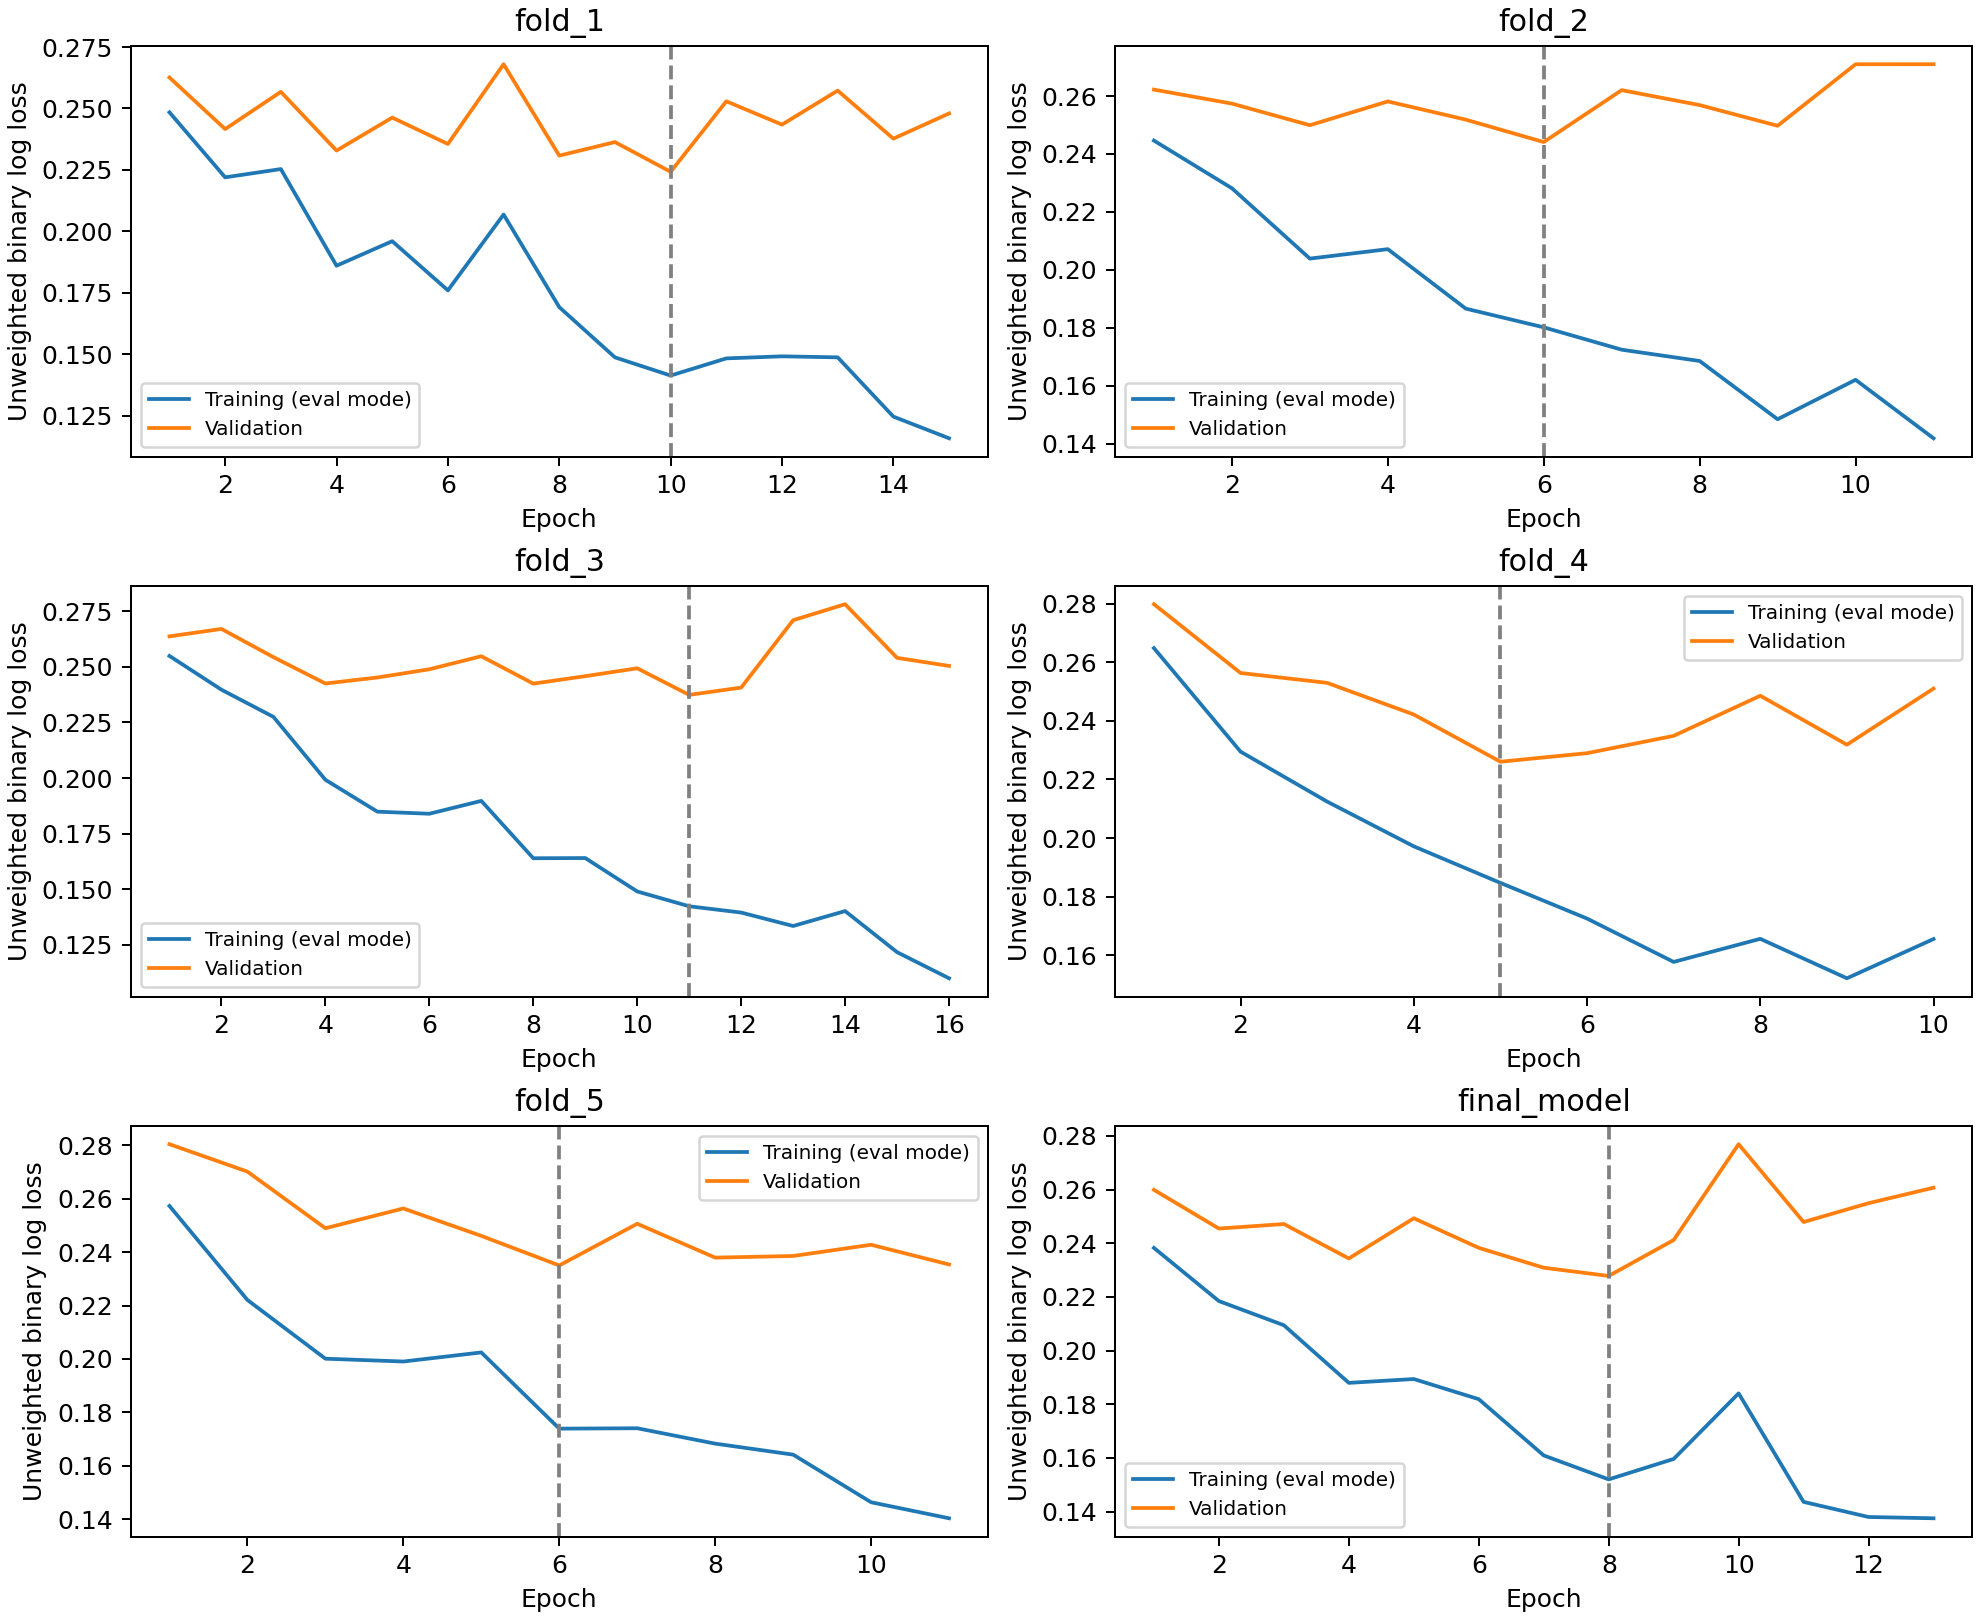 fold_1
Unweighted binary log loss
0.275
0.250
0.225
0.200
0.175
0.150
0.125
Training (eval mode)
Validation
2 4 6 8 10 12 14
Epoch
fold_2
Unweighted binary log loss
0.26
0.24
0.22
0.20
0.18
0.16
0.14
Training (eval mode)
Validation
2 4 6 8 10
Epoch
fold_3
Unweighted binary log loss
0.275
0.250
0.225
0.200
0.175
0.150
0.125
Training (eval mode)
Validation
2 4 6 8 10 12 14 16
Epoch
fold_4
Unweighted binary log loss
0.28
0.26
0.24
0.22
0.20
0.18
0.16
Training (eval mode)
Validation
2 4 6 8 10
Epoch
fold_5
Unweighted binary log loss
0.28
0.26
0.24
0.22
0.20
0.18
0.16
0.14
Training (eval mode)
Validation
2 4 6 8 10
Epoch
final_model
Unweighted binary log loss
0.28
0.26
0.24
0.22
0.20
0.18
0.16
0.14
Training (eval mode)
Validation
2 4 6 8 10 12
Epoch